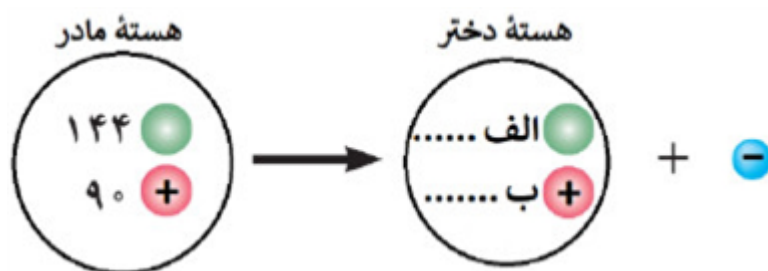 هستهٔ مادر
هستهٔ دختر
۱۴۴
۹۰ +
الف ......
ب ....... +
+ −